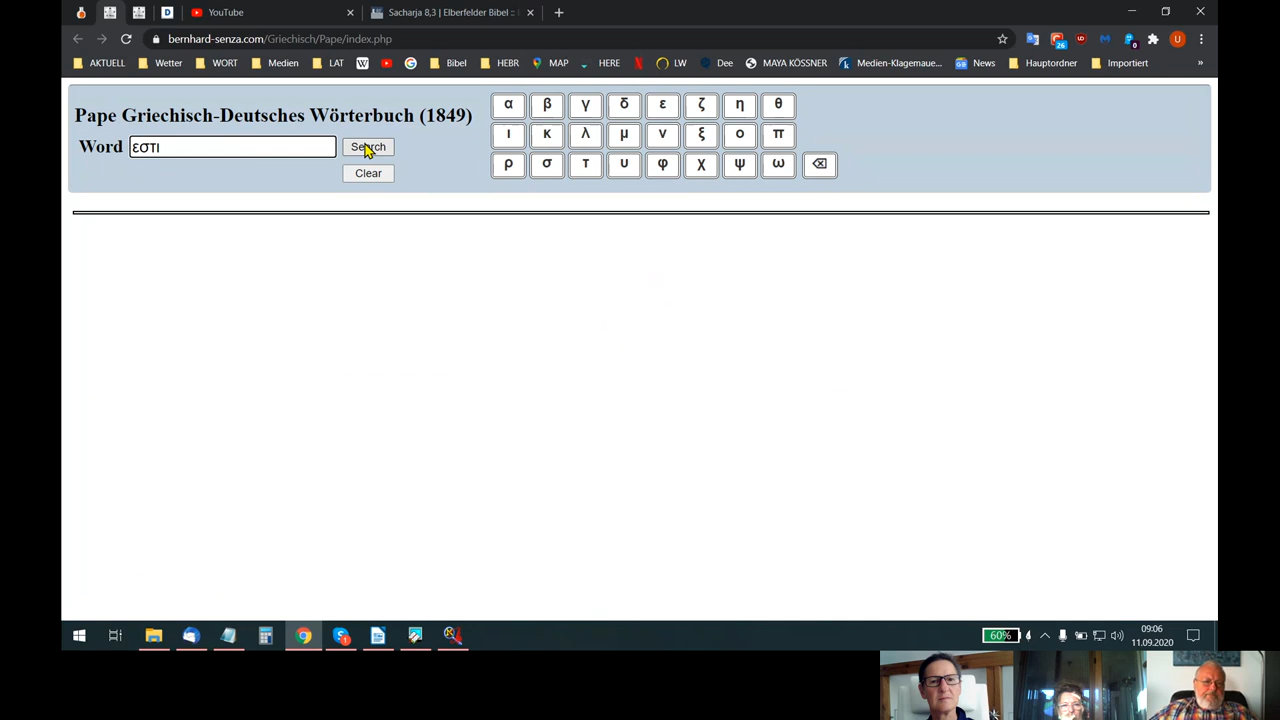 YouTube
Sacharja 8,3 | Elberfelder Bibel ::
bernhard-senza.com/Griechisch/Pape/index.php
26
0
U
AKTUELL
Wetter
WORT
Medien
LAT
W
Bibel
HEBR
MAP
HERE
LW
Dee
MAYA KÖSSNER
Medien-Klagemaue...
News
Hauptordner
Importiert
»
Pape Griechisch-Deutsches Wörterbuch (1849)
Word εστι Search
Clear
α β γ δ ε ζ η θ
ι κ λ μ ν ξ ο π
ρ σ τ υ φ χ ψ ω
60%
09:06
11.09.2020